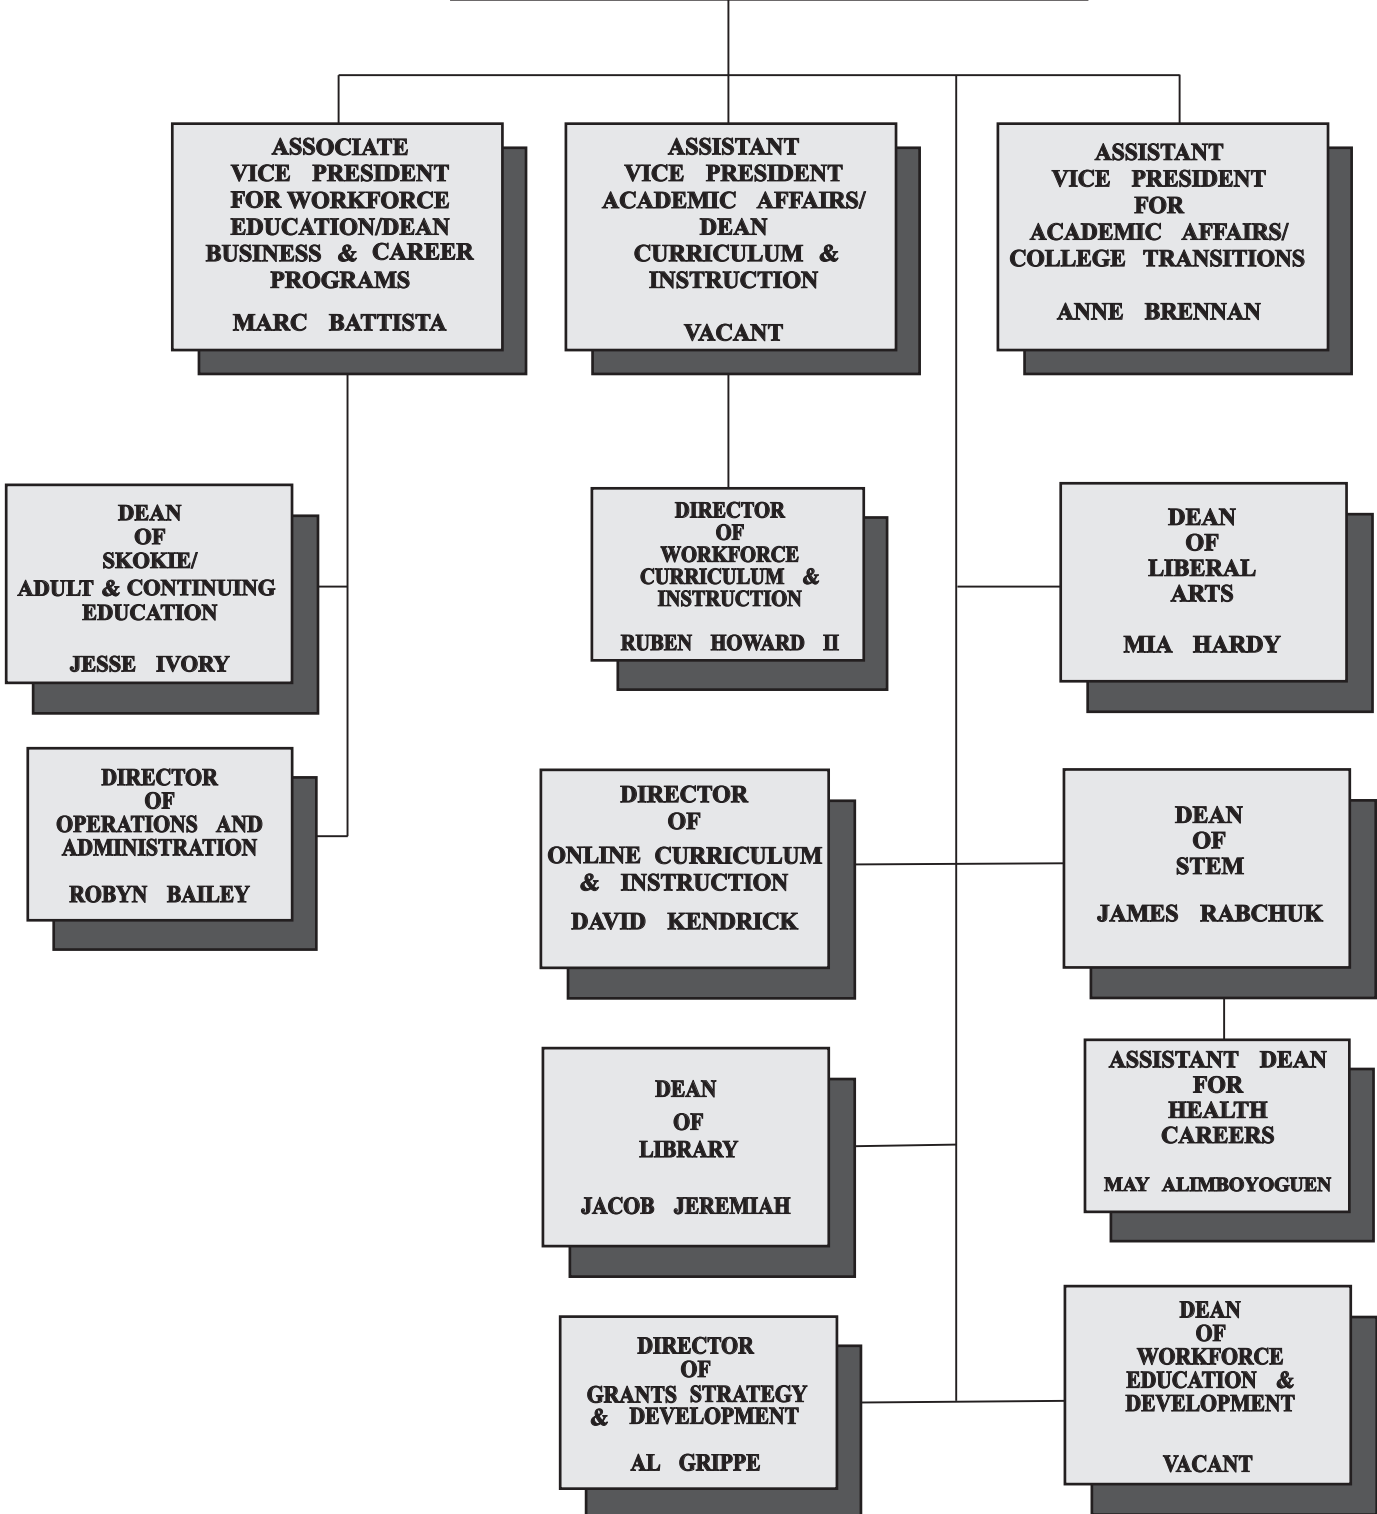 ASSOCIATE
VICE PRESIDENT
FOR WORKFORCE
EDUCATION/DEAN
BUSINESS & CAREER
PROGRAMS
MARC BATTISTA
ASSISTANT
VICE PRESIDENT
ACADEMIC AFFAIRS/
DEAN
CURRICULUM &
INSTRUCTION
VACANT
ASSISTANT
VICE PRESIDENT
FOR
ACADEMIC AFFAIRS/
COLLEGE TRANSITIONS
ANNE BRENNAN
DEAN
OF
SKOKIE/
ADULT & CONTINUING
EDUCATION
JESSE IVORY
DIRECTOR
OF
WORKFORCE
CURRICULUM &
INSTRUCTION
RUBEN HOWARD II
DEAN
OF
LIBERAL
ARTS
MIA HARDY
DIRECTOR
OF
OPERATIONS AND
ADMINISTRATION
ROBYN BAILEY
DIRECTOR
OF
ONLINE CURRICULUM
& INSTRUCTION
DAVID KENDRICK
DEAN
OF
STEM
JAMES RABCHUK
DEAN
OF
LIBRARY
JACOB JEREMIAH
ASSISTANT DEAN
FOR
HEALTH
CAREERS
MAY ALIMBOYOGUEN
DIRECTOR
OF
GRANTS STRATEGY
& DEVELOPMENT
AL GRIPPE
DEAN
OF
WORKFORCE
EDUCATION &
DEVELOPMENT
VACANT